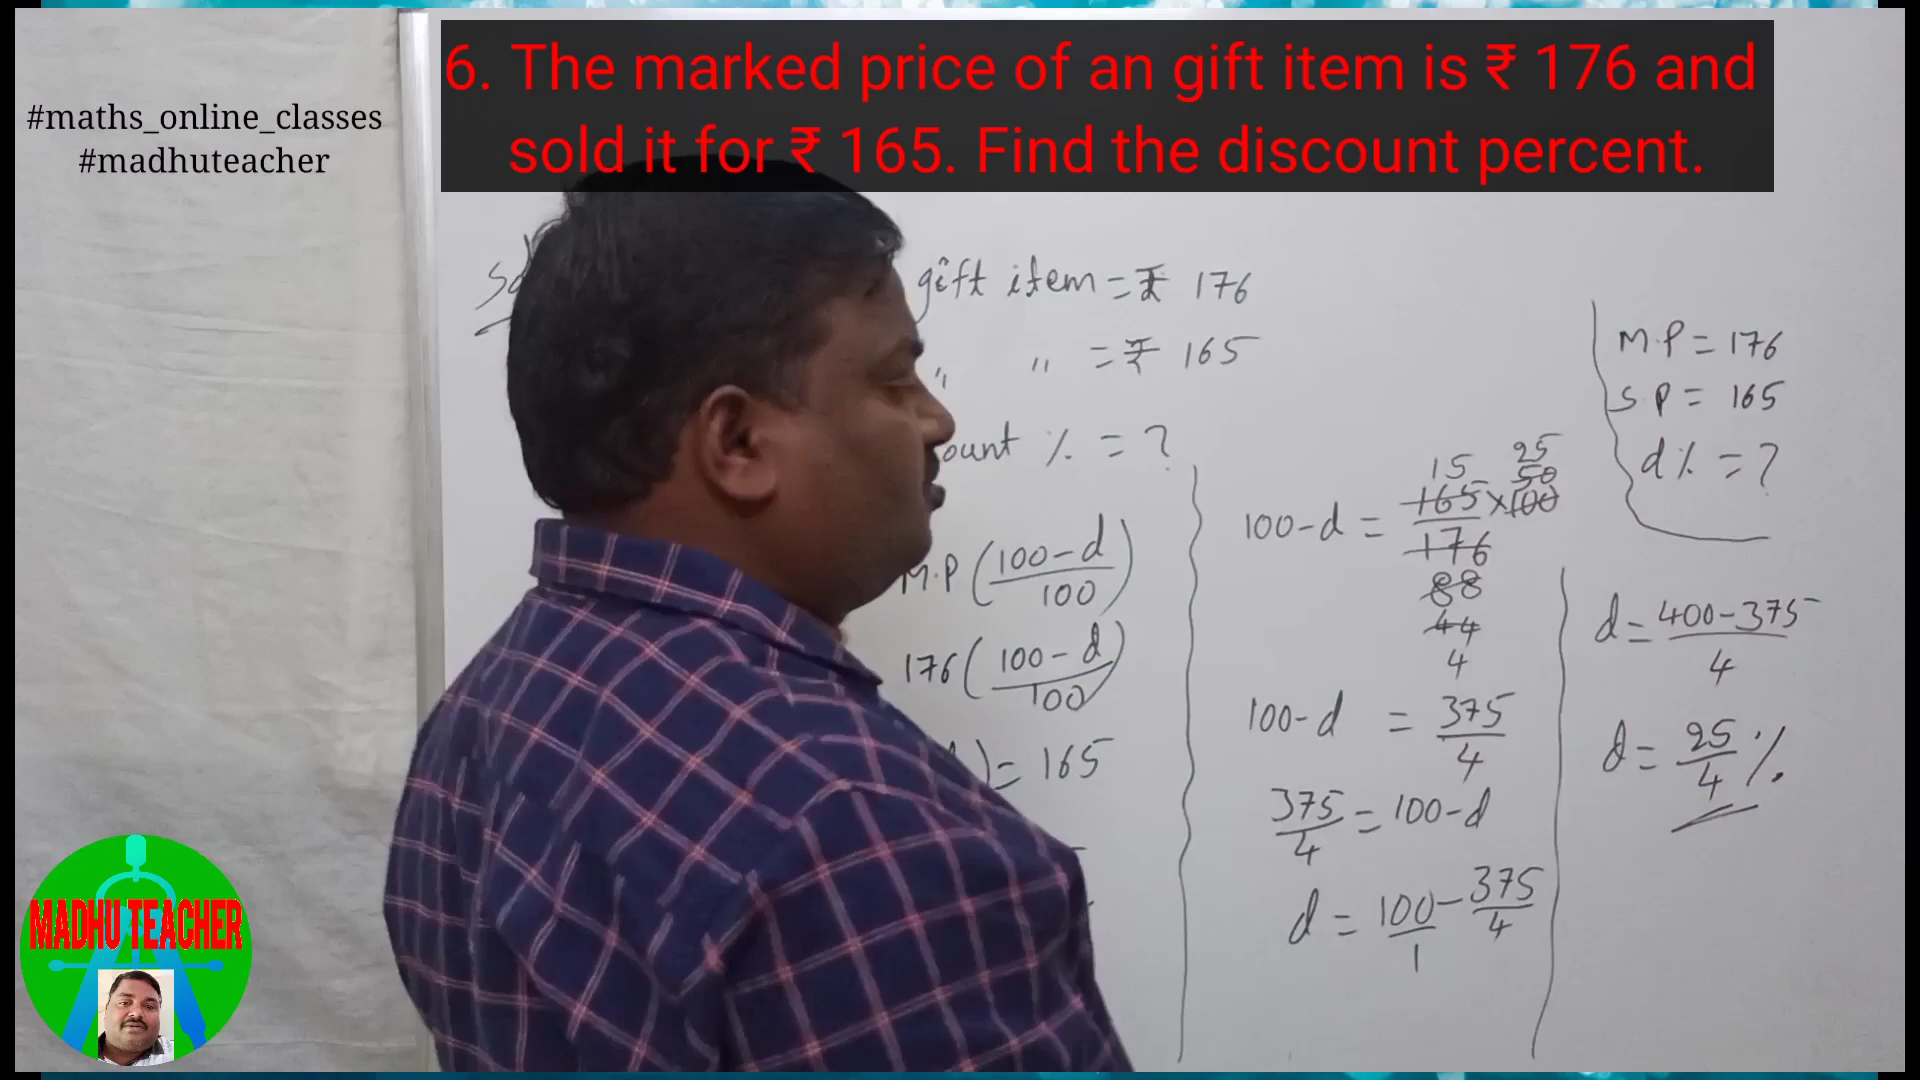 #maths_online_classes
#madhuteacher
6. The marked price of an gift item is ₹ 176 and
sold it for ₹ 165. Find the discount percent.
gift item = ₹ 176
" " = ₹ 165
ount % = ?
M.P (100-d/100)
176 (100-d/100)
) = 165
100-d = 165×100/176
15 25
50
88
44
4
100-d = 375/4
375/4 = 100-d
d = 100/1 - 375/4
M.P = 176
S.P = 165
d% = ?
d = 400-375/4
d = 25/4 %
MADHU TEACHER